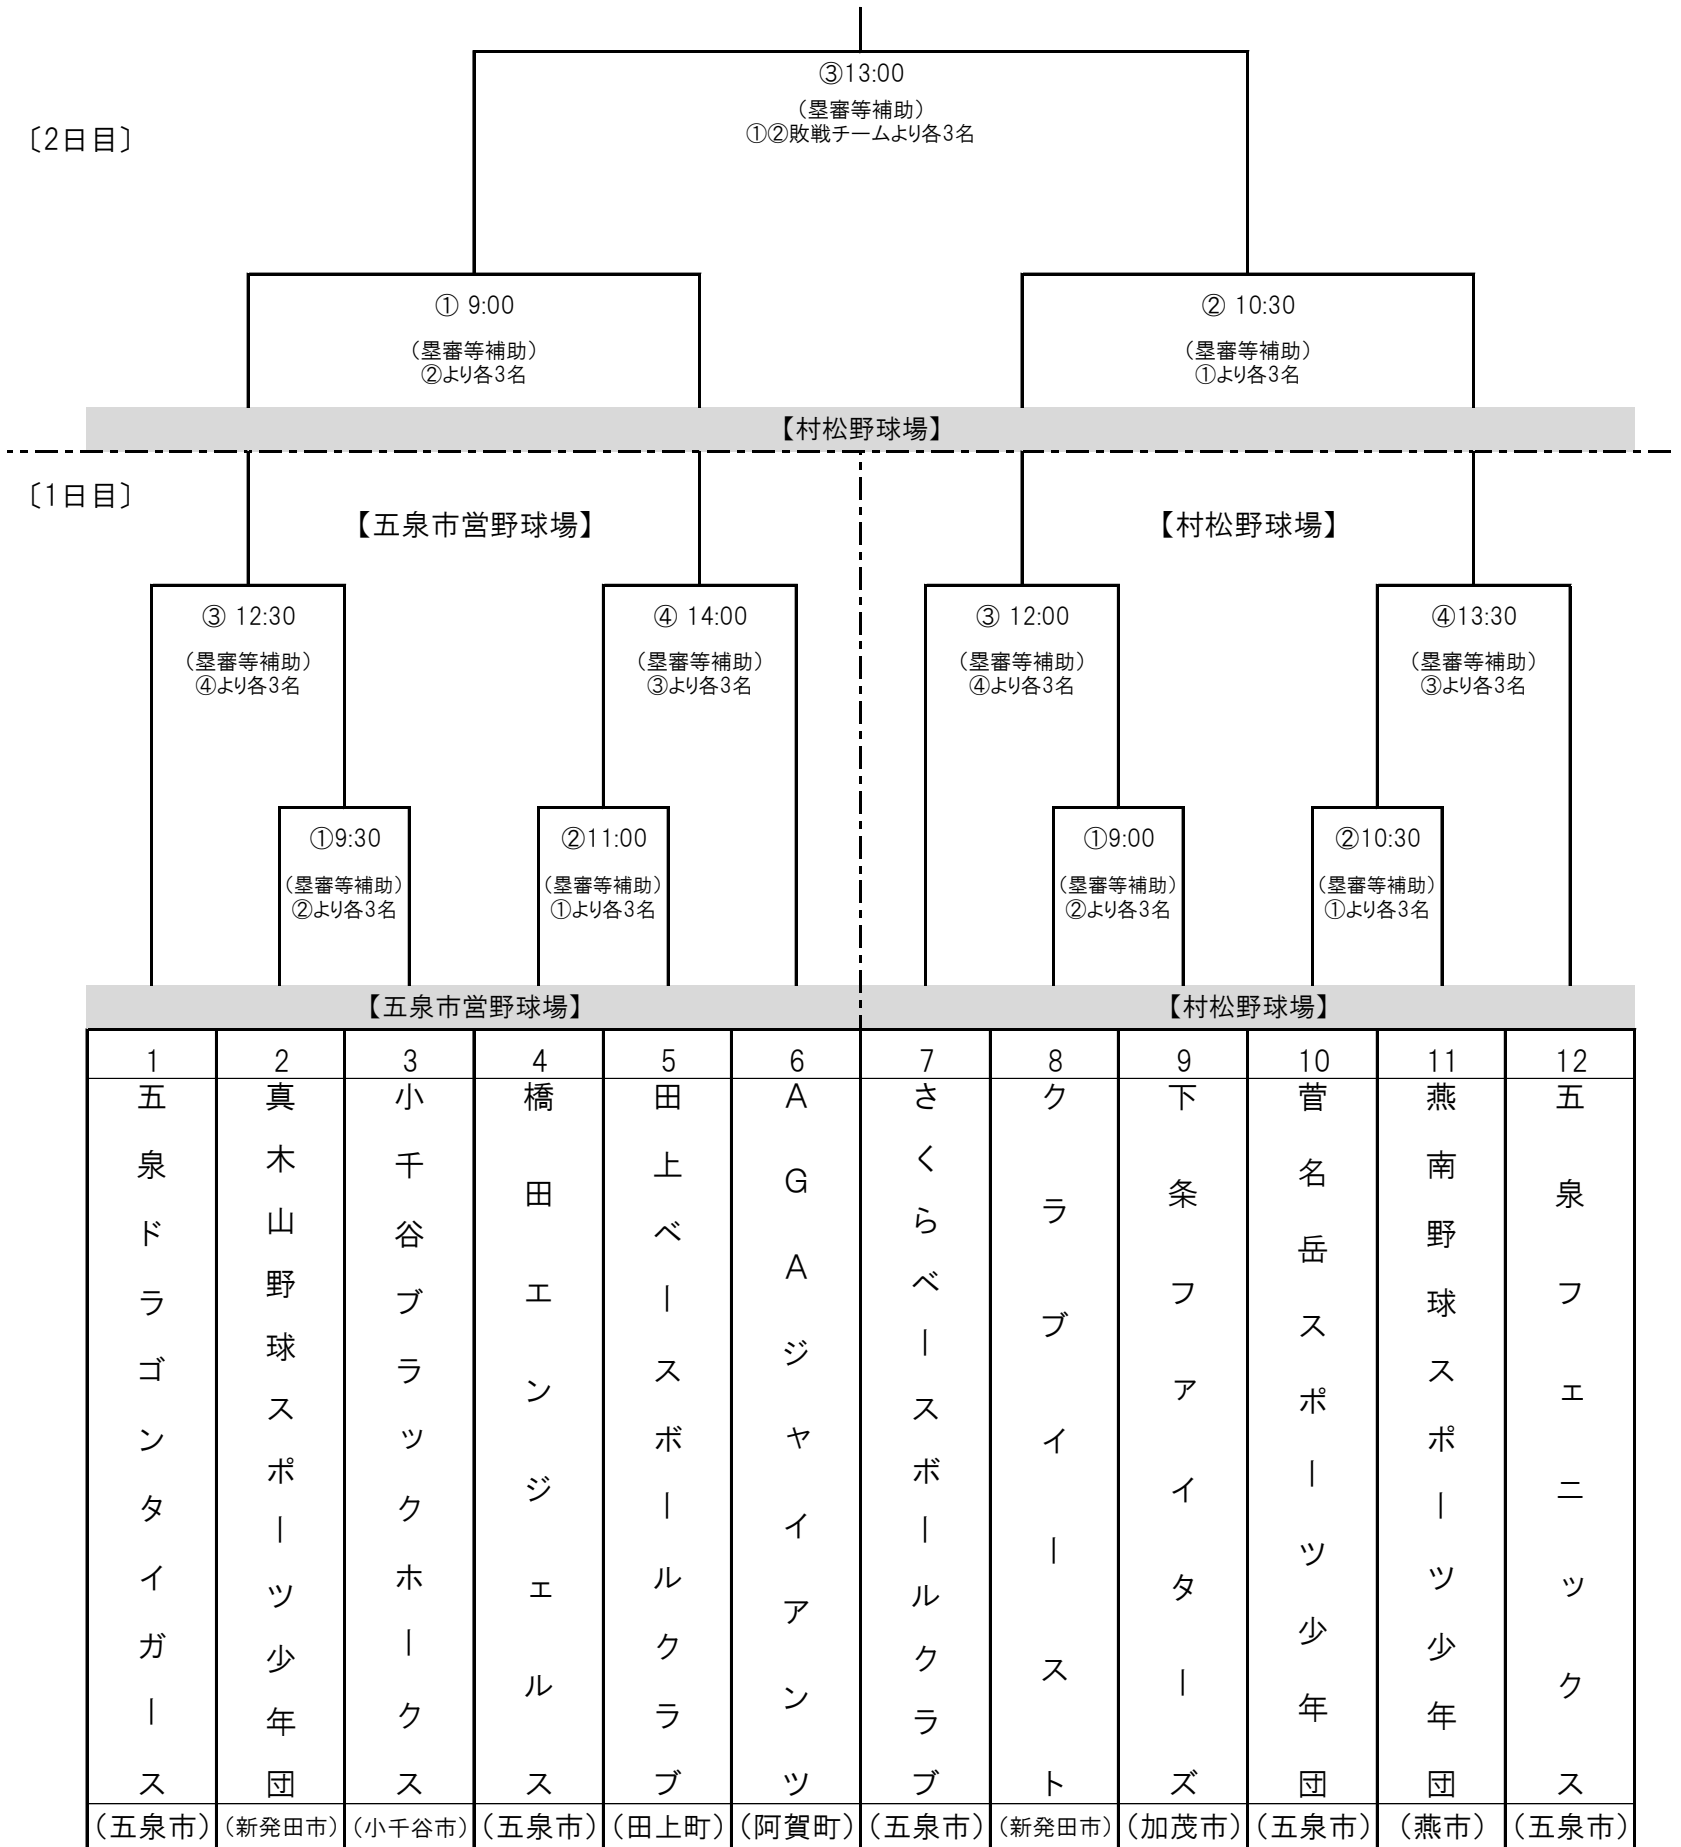 ③13:00
(塁審等補助)
①②敗戦チームより各3名
〔2日目〕
① 9:00
(塁審等補助)
②より各3名
② 10:30
(塁審等補助)
①より各3名
【村松野球場】
〔1日目〕
【五泉市営野球場】
【村松野球場】
③ 12:30
(塁審等補助)
④より各3名
④ 14:00
(塁審等補助)
③より各3名
③ 12:00
(塁審等補助)
④より各3名
④13:30
(塁審等補助)
③より各3名
①9:30
(塁審等補助)
②より各3名
②11:00
(塁審等補助)
①より各3名
①9:00
(塁審等補助)
②より各3名
②10:30
(塁審等補助)
①より各3名
【五泉市営野球場】
【村松野球場】
1
五泉ドラゴンタイガース
(五泉市)
2
真木山野球スポーツ少年団
(新発田市)
3
小千谷ブラックホークス
(小千谷市)
4
橋田エンジェルス
(五泉市)
5
田上ベースボールクラブ
(田上町)
6
AGAジャイアンツ
(阿賀町)
7
さくらベースボールクラブ
(五泉市)
8
クラブイースト
(新発田市)
9
下条ファイターズ
(加茂市)
10
菅名岳スポーツ少年団
(五泉市)
11
燕南野球スポーツ少年団
(燕市)
12
五泉フェニックス
(五泉市)